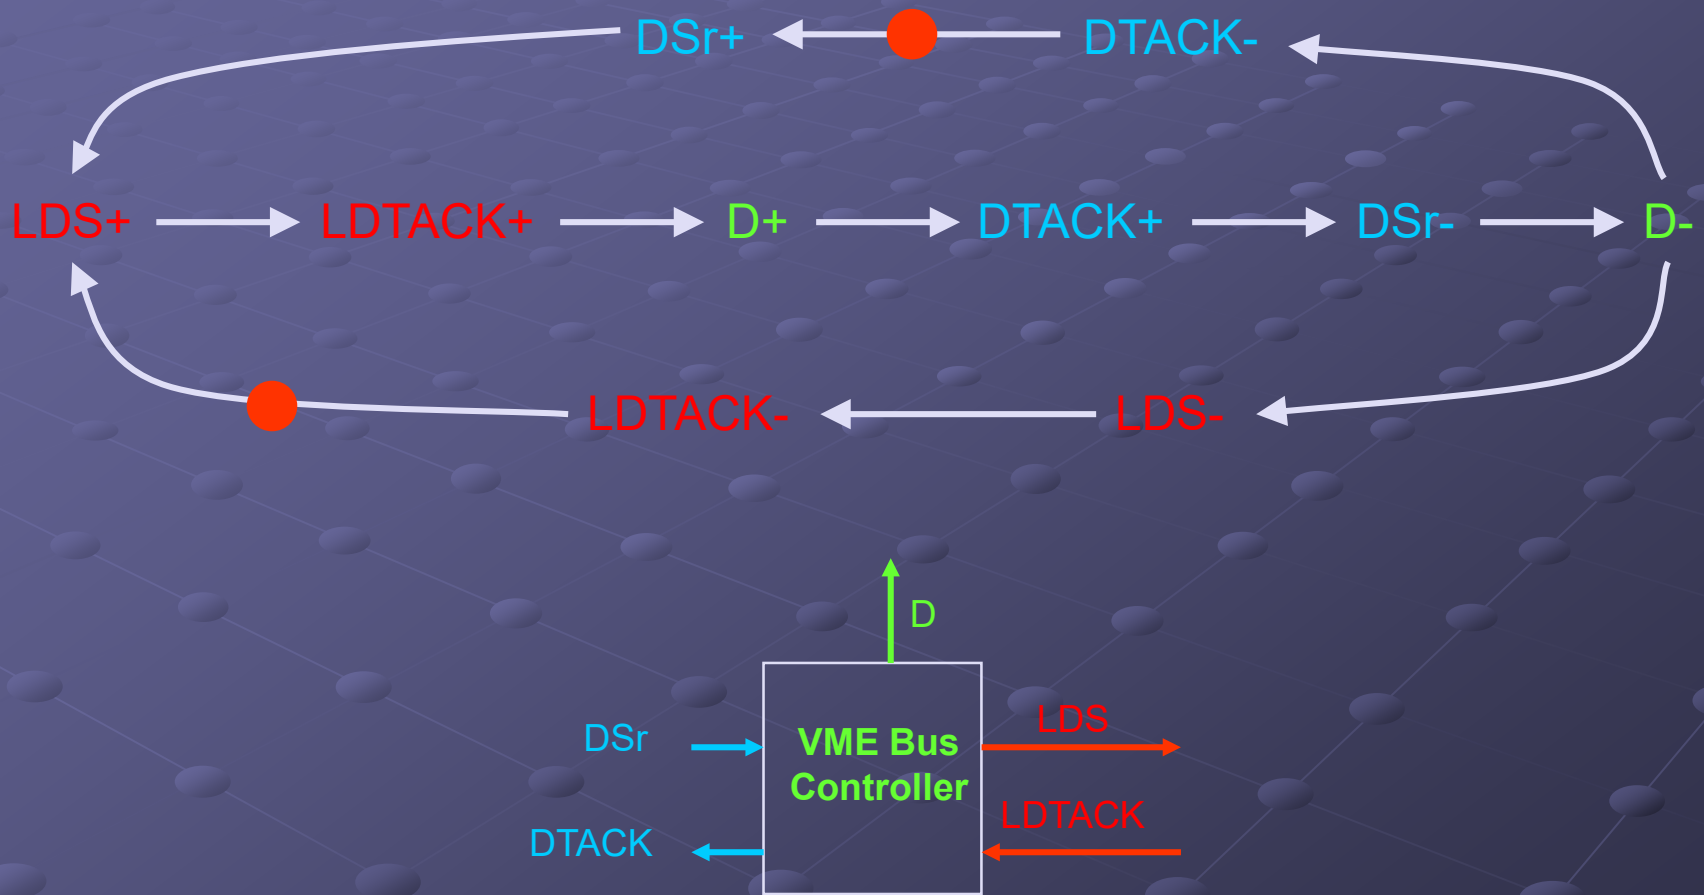 DSr+
DTACK-
LDS+
LDTACK+
D+
DTACK+
DSr-
D-
LDTACK-
LDS-
D
DSr
VME Bus
Controller
LDS
LDTACK
DTACK